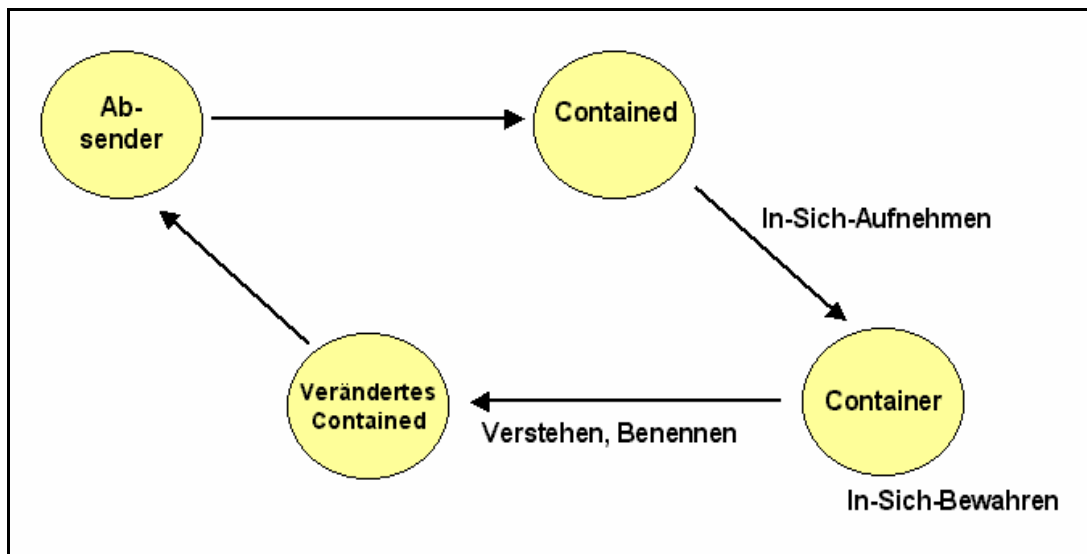 Ab-
sender
Contained
In-Sich-Aufnehmen
Container
In-Sich-Bewahren
Verstehen, Benennen
Verändertes
Contained